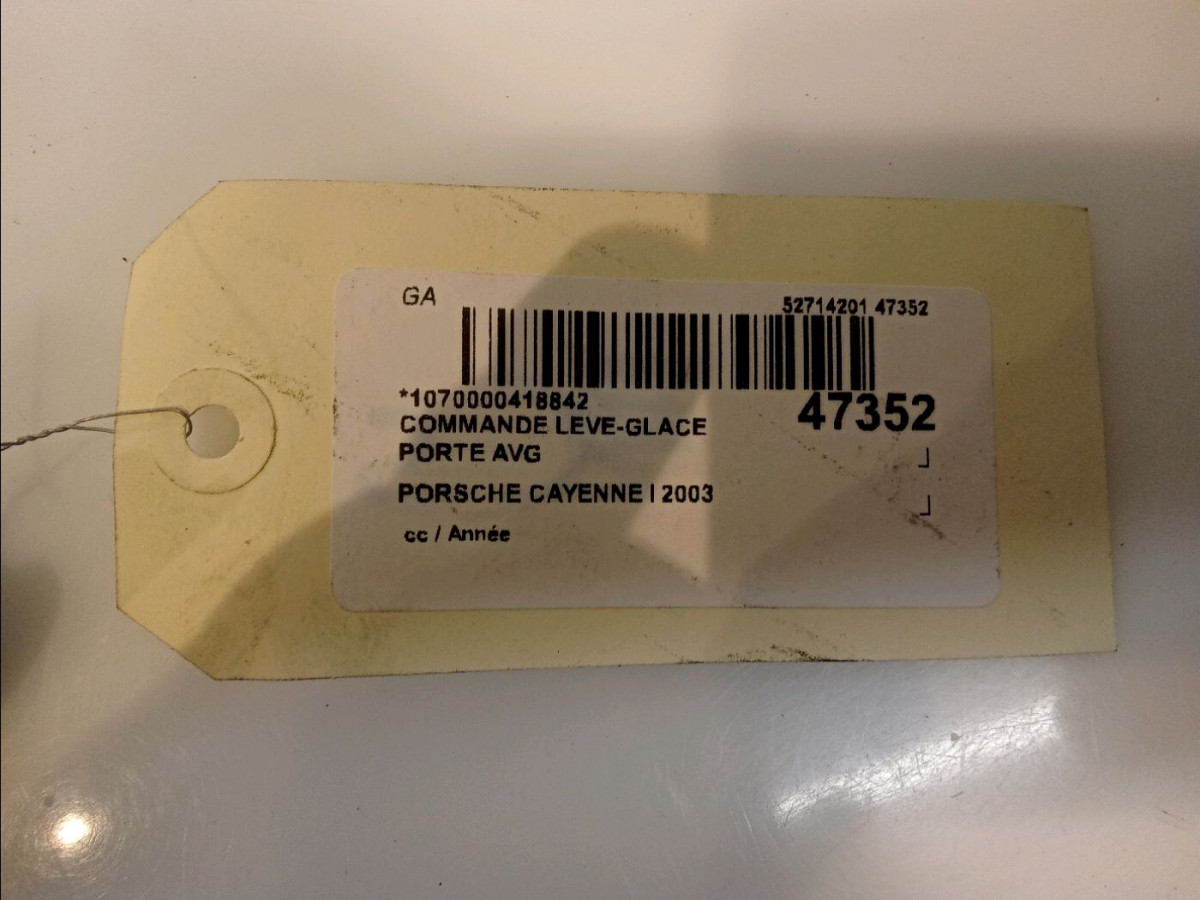 GA
52714201 47352
*1070000418842
47352
COMMANDE LEVE-GLACE
PORTE AVG
PORSCHE CAYENNE I 2003
cc / Année